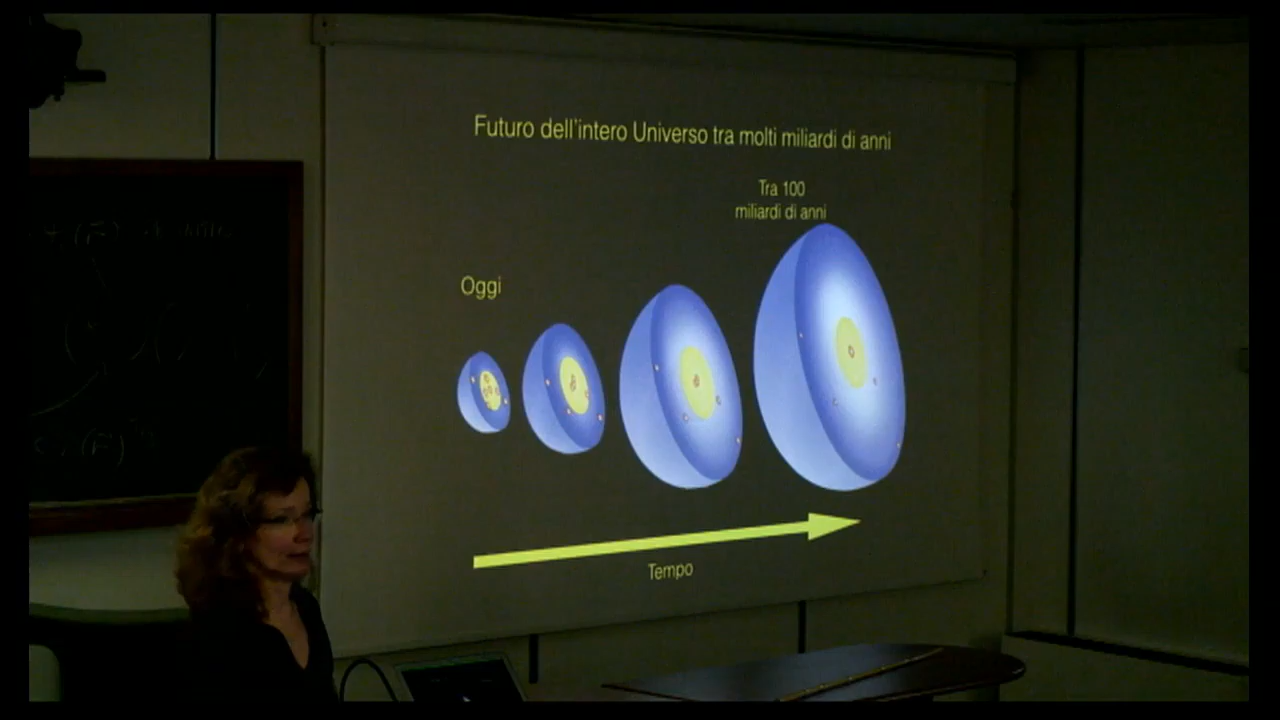 Futuro dell'intero Universo tra molti miliardi di anni
Tra 100
miliardi di anni
Oggi
Tempo